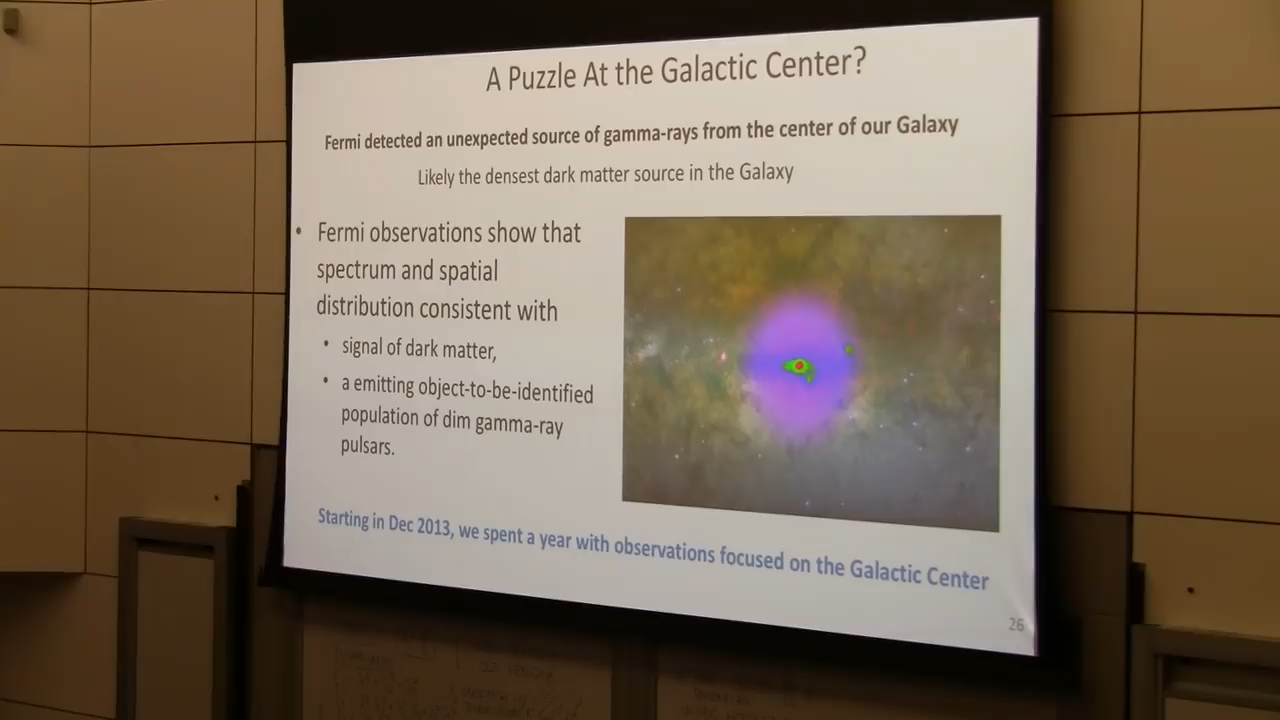 A Puzzle At the Galactic Center?
Fermi detected an unexpected source of gamma-rays from the center of our Galaxy
Likely the densest dark matter source in the Galaxy
• Fermi observations show that
spectrum and spatial
distribution consistent with
• signal of dark matter,
• a emitting object-to-be-identified
population of dim gamma-ray
pulsars.
Starting in Dec 2013, we spent a year with observations focused on the Galactic Center
26